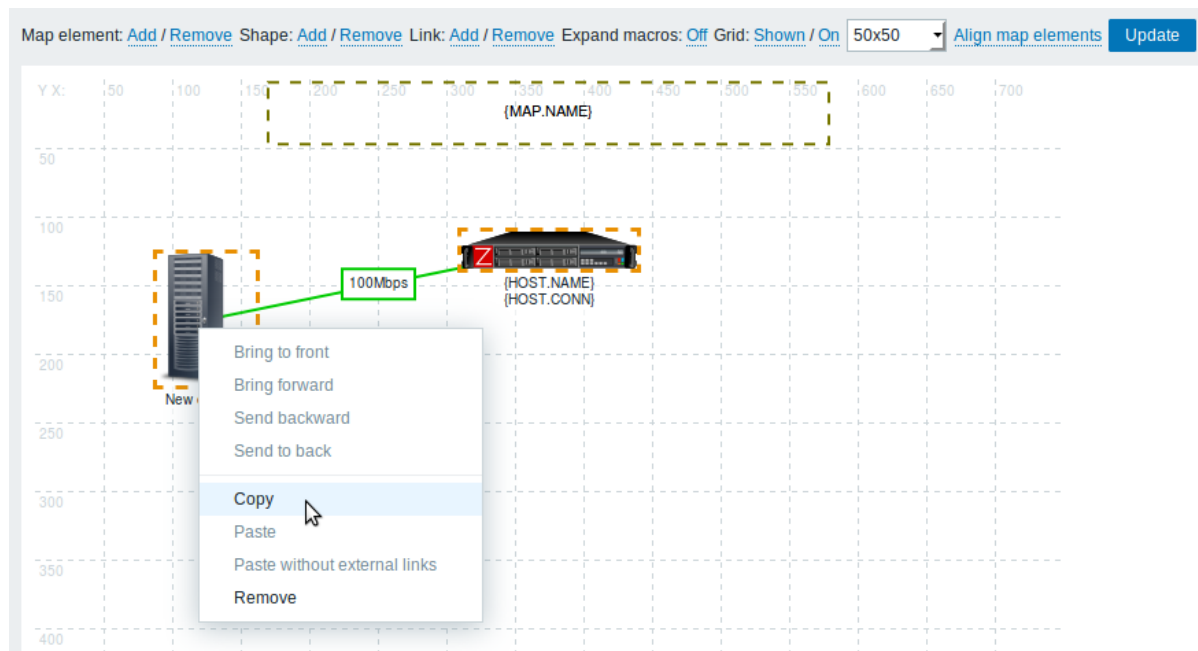 Map element: Add / Remove Shape: Add / Remove Link: Add / Remove Expand macros: Off Grid: Shown / On 50x50 Align map elements Update
Y X: 50 100 150 200 250 300 350 400 450 500 550 600 650 700
{MAP.NAME}
50
100
Z
100Mbps
{HOST.NAME}
150
{HOST.CONN}
Bring to front
200
Bring forward
New
Send backward
250
Send to back
Copy
300
Paste
Paste without external links
350
Remove
400